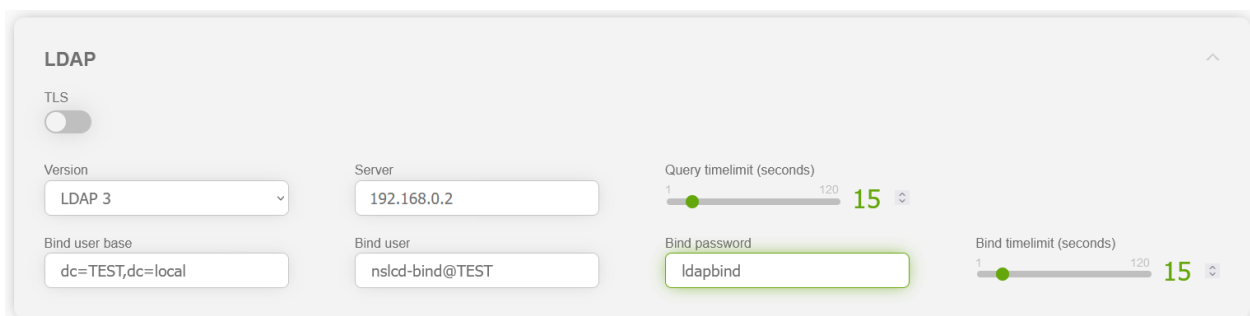 LDAP
TLS
Version
Server
Query timelimit (seconds)
LDAP 3
192.168.0.2
1
120
15
Bind user base
Bind user
Bind password
Bind timelimit (seconds)
dc=TEST,dc=local
nslcd-bind@TEST
ldapbind
1
120
15